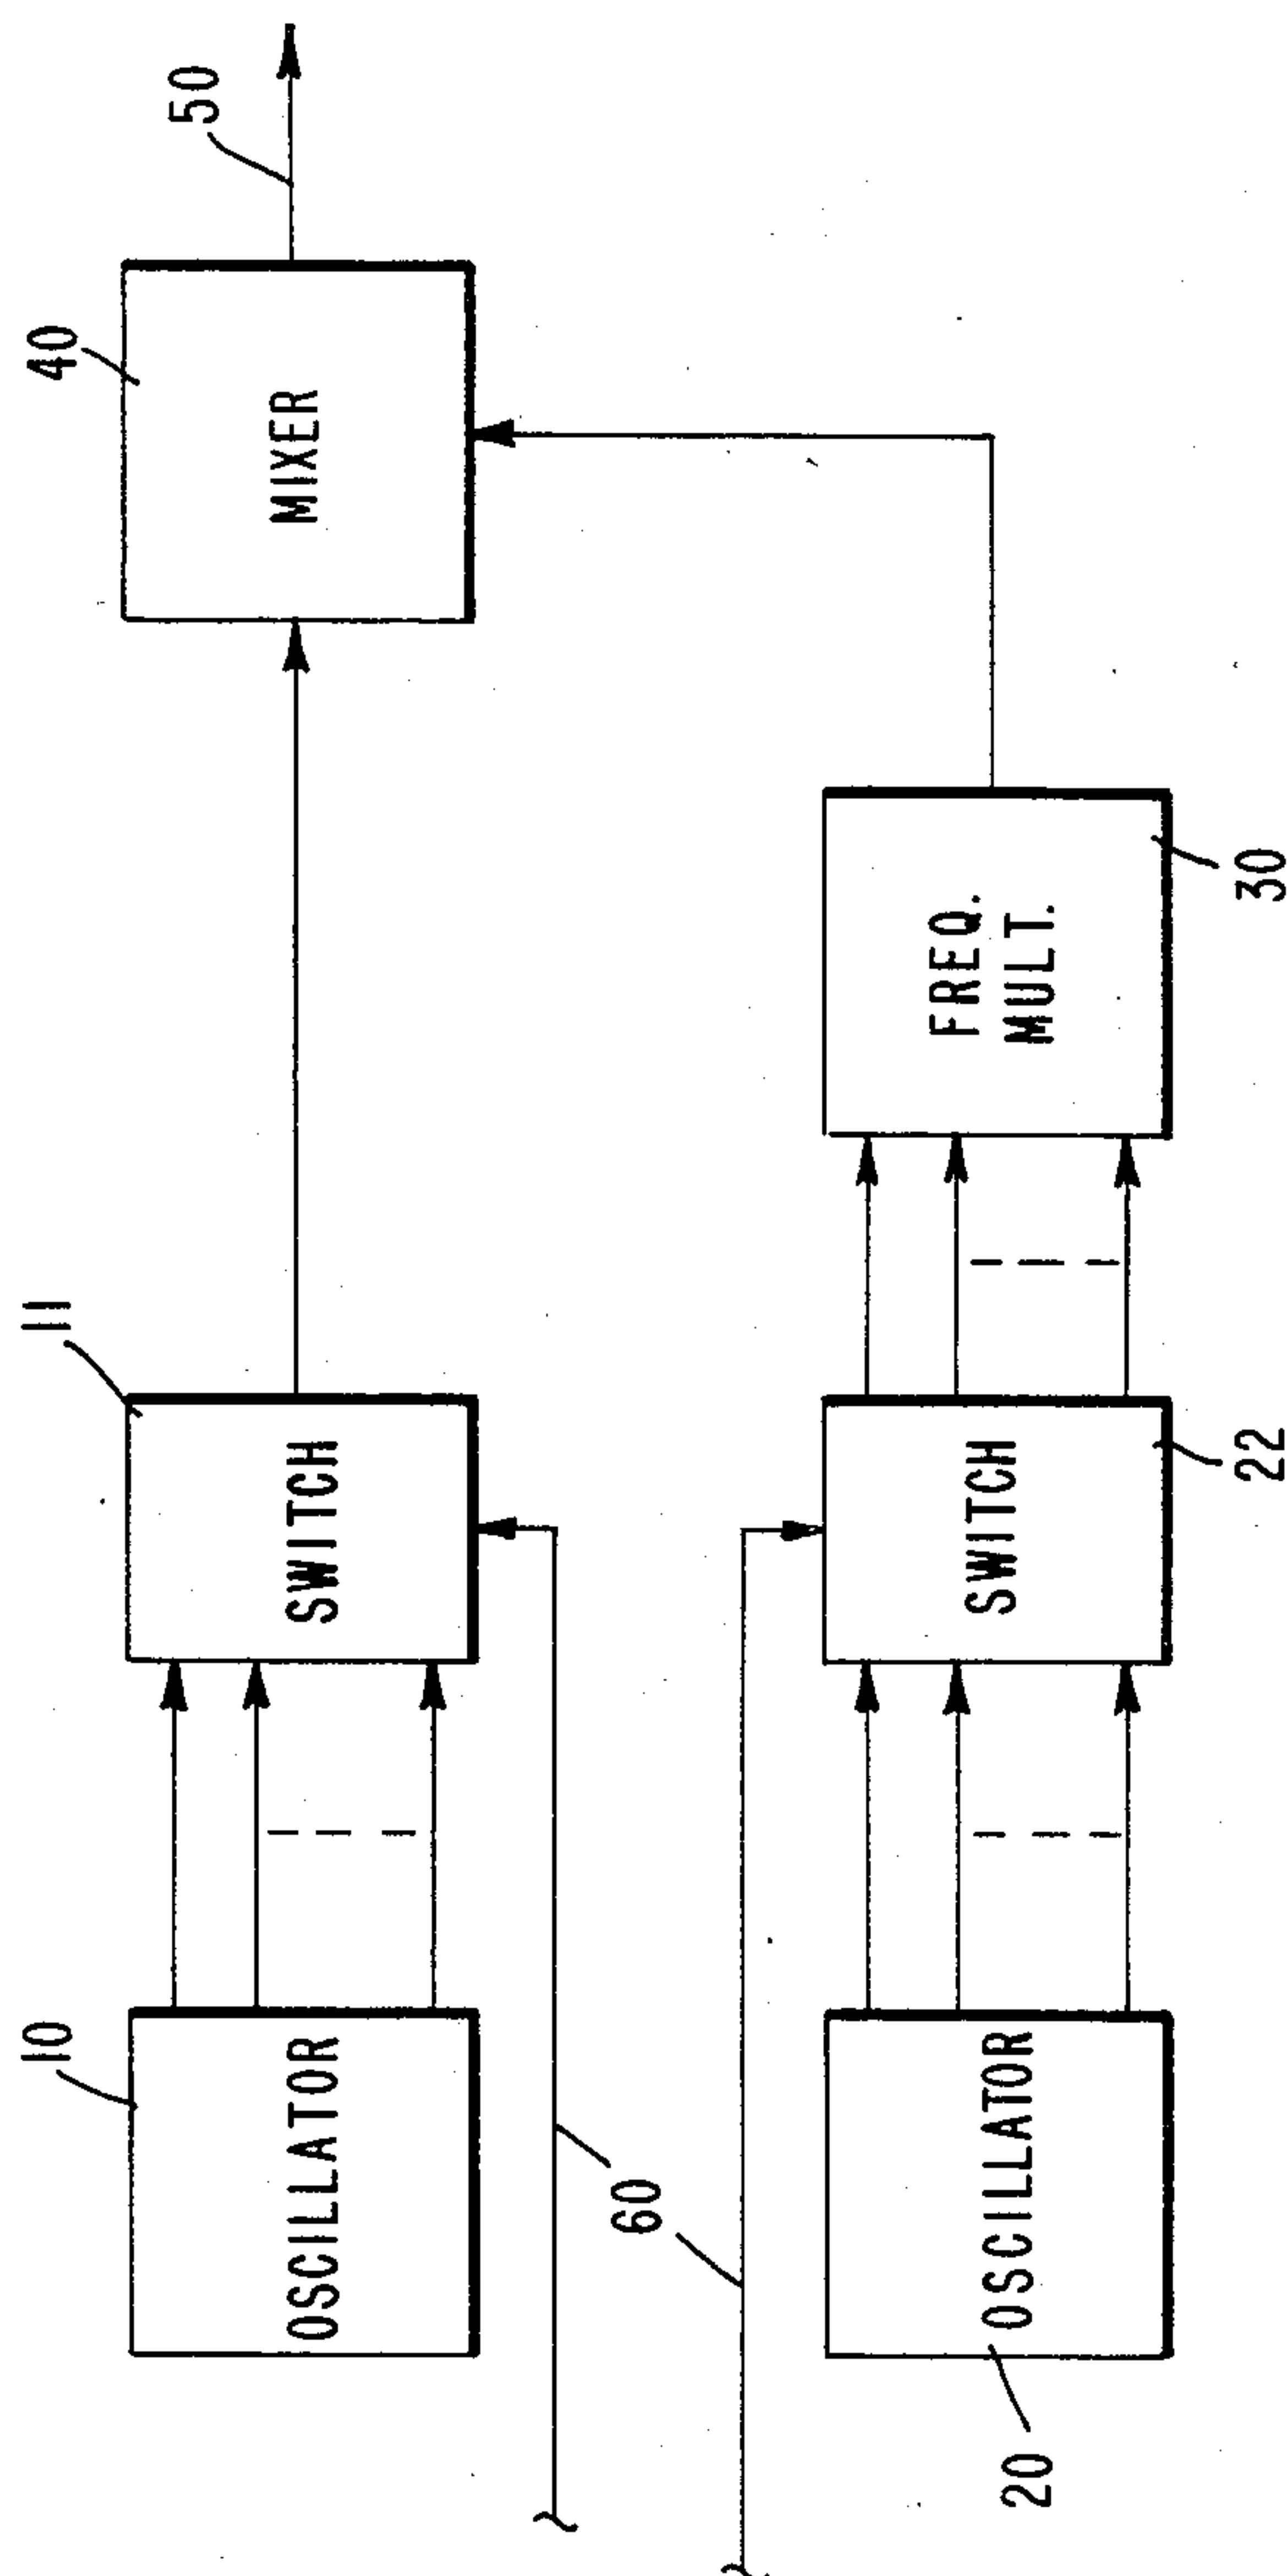 10
OSCILLATOR
11
SWITCH
40
MIXER
50
60
20
OSCILLATOR
22
SWITCH
30
FREQ.
MULT.